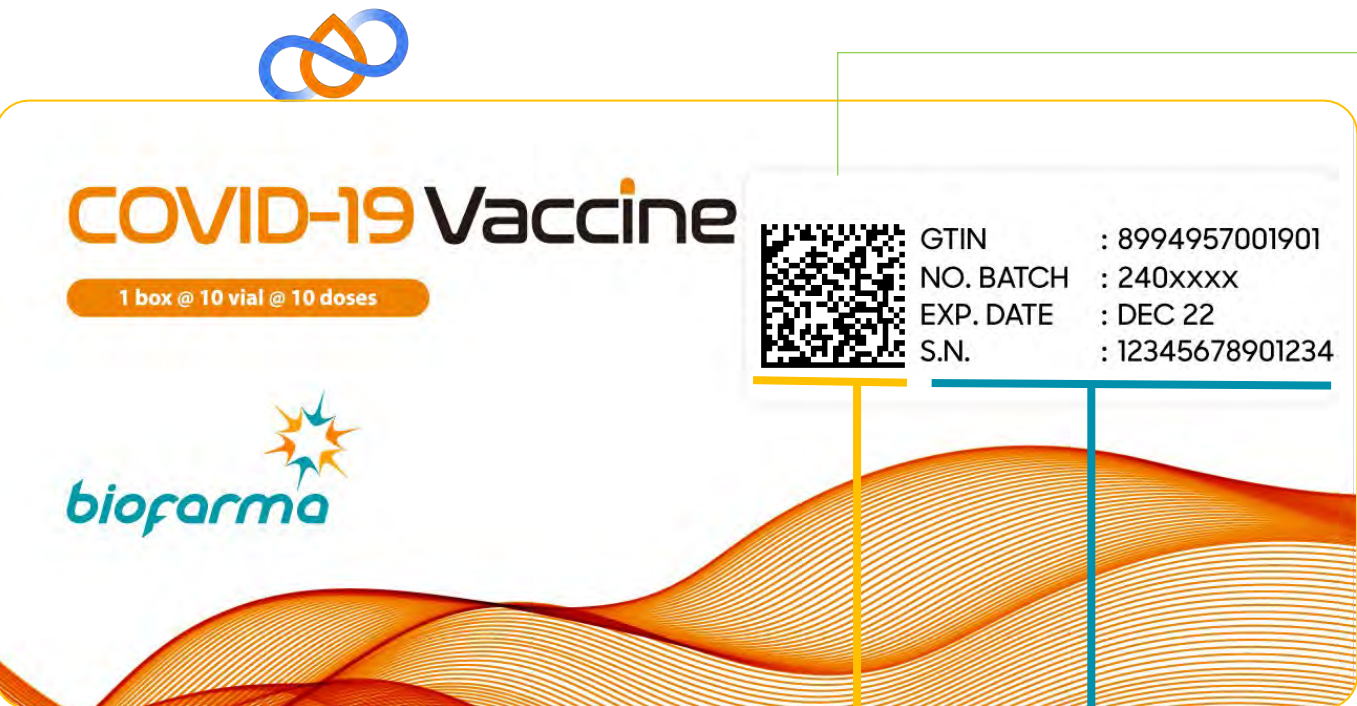 COVID-19 Vaccine
1 box @ 10 vial @ 10 doses
biofarma
GTIN : 8994957001901
NO. BATCH : 240xxxx
EXP. DATE : DEC 22
S.N. : 12345678901234